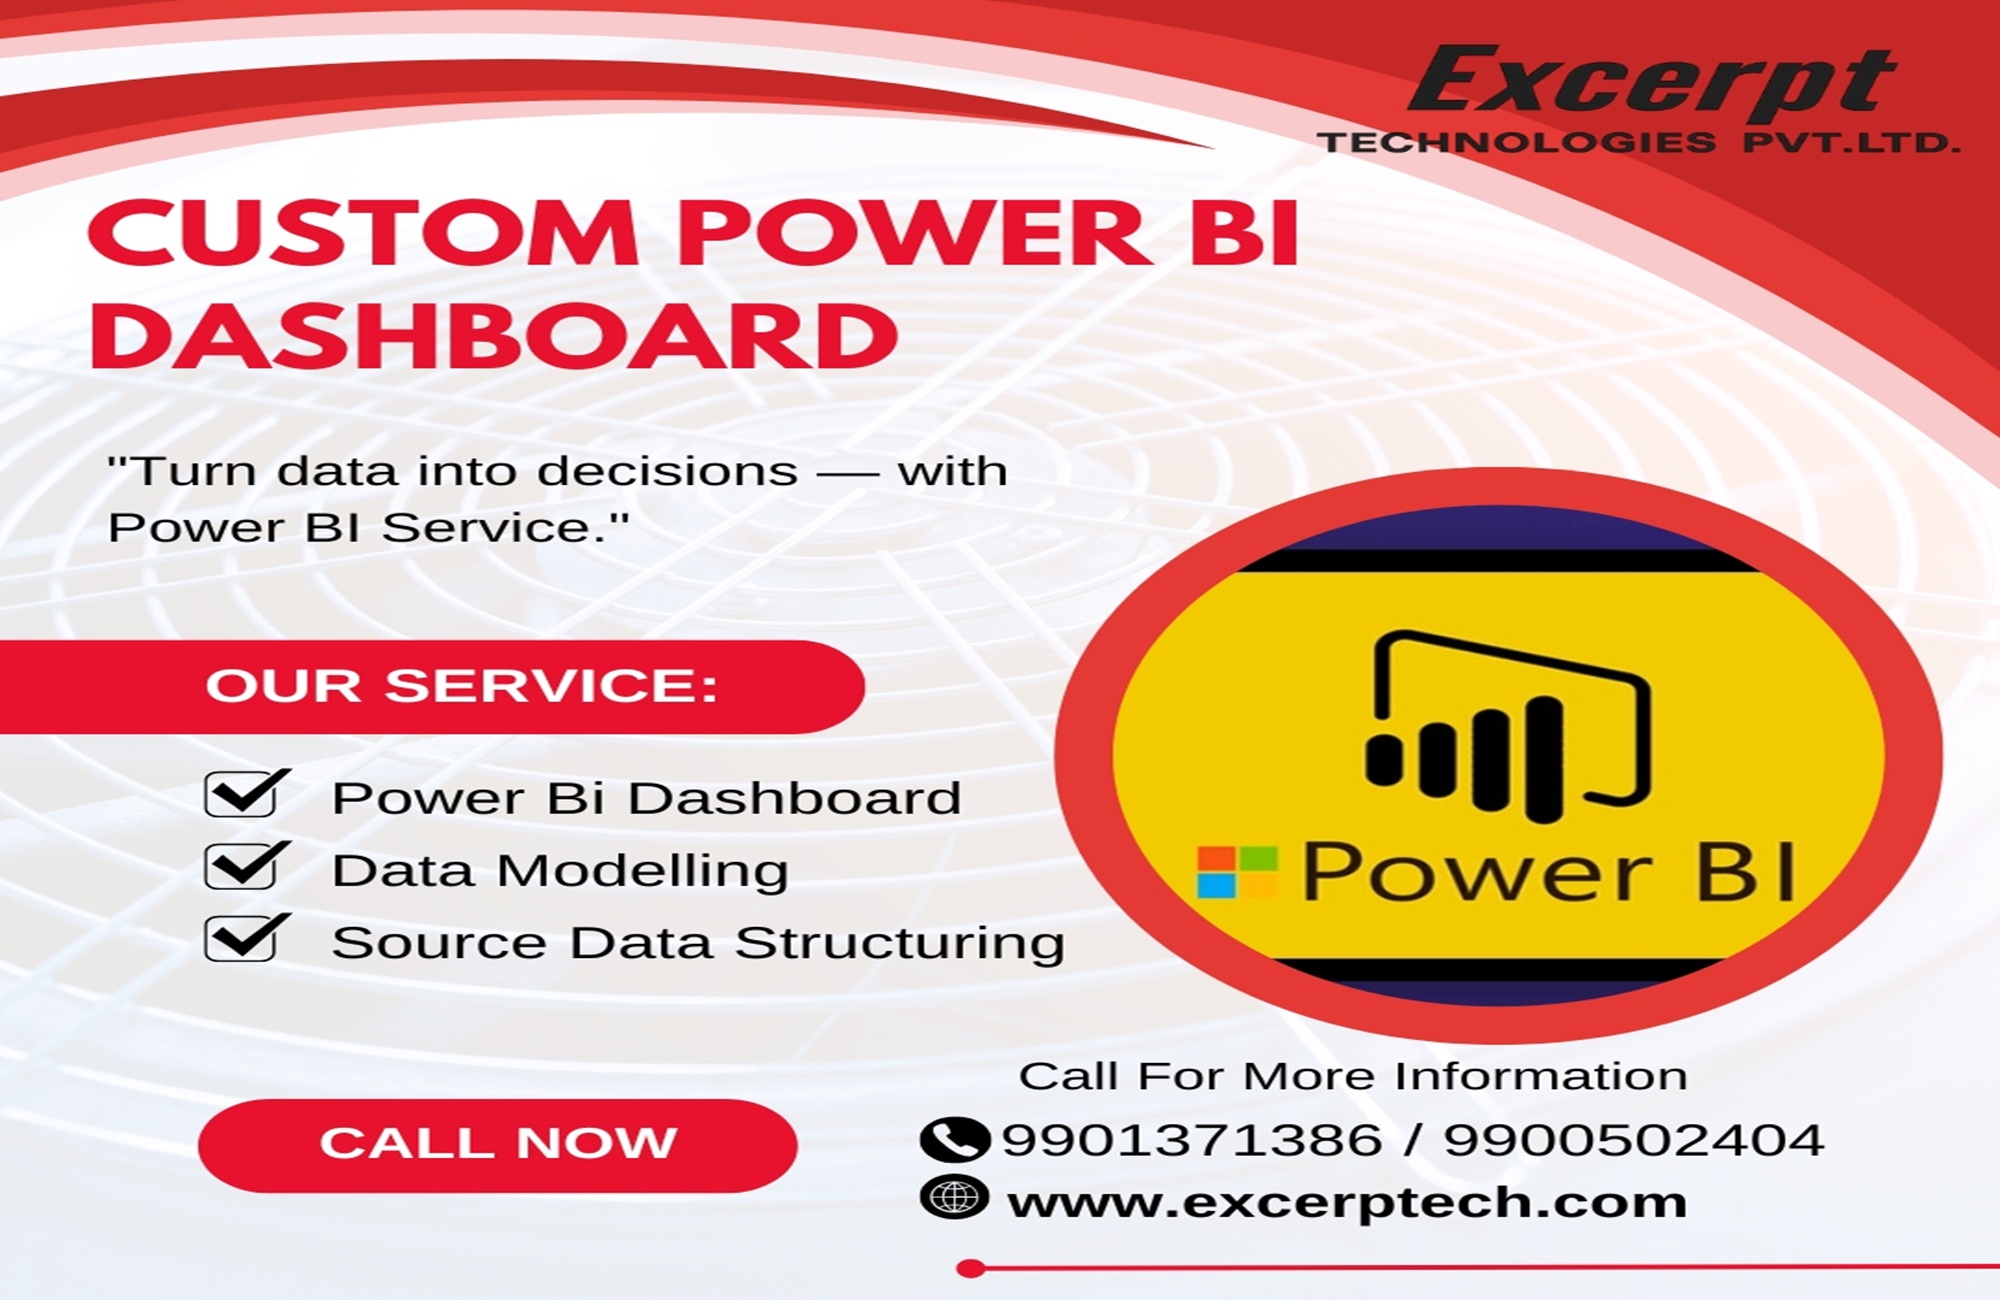 Excerpt
TECHNOLOGIES PVT.LTD.
CUSTOM POWER BI
DASHBOARD
"Turn data into decisions — with
Power BI Service."
OUR SERVICE:
Power Bi Dashboard
Data Modelling
Source Data Structuring
Power BI
Call For More Information
CALL NOW
9901371386 / 9900502404
www.excerptech.com